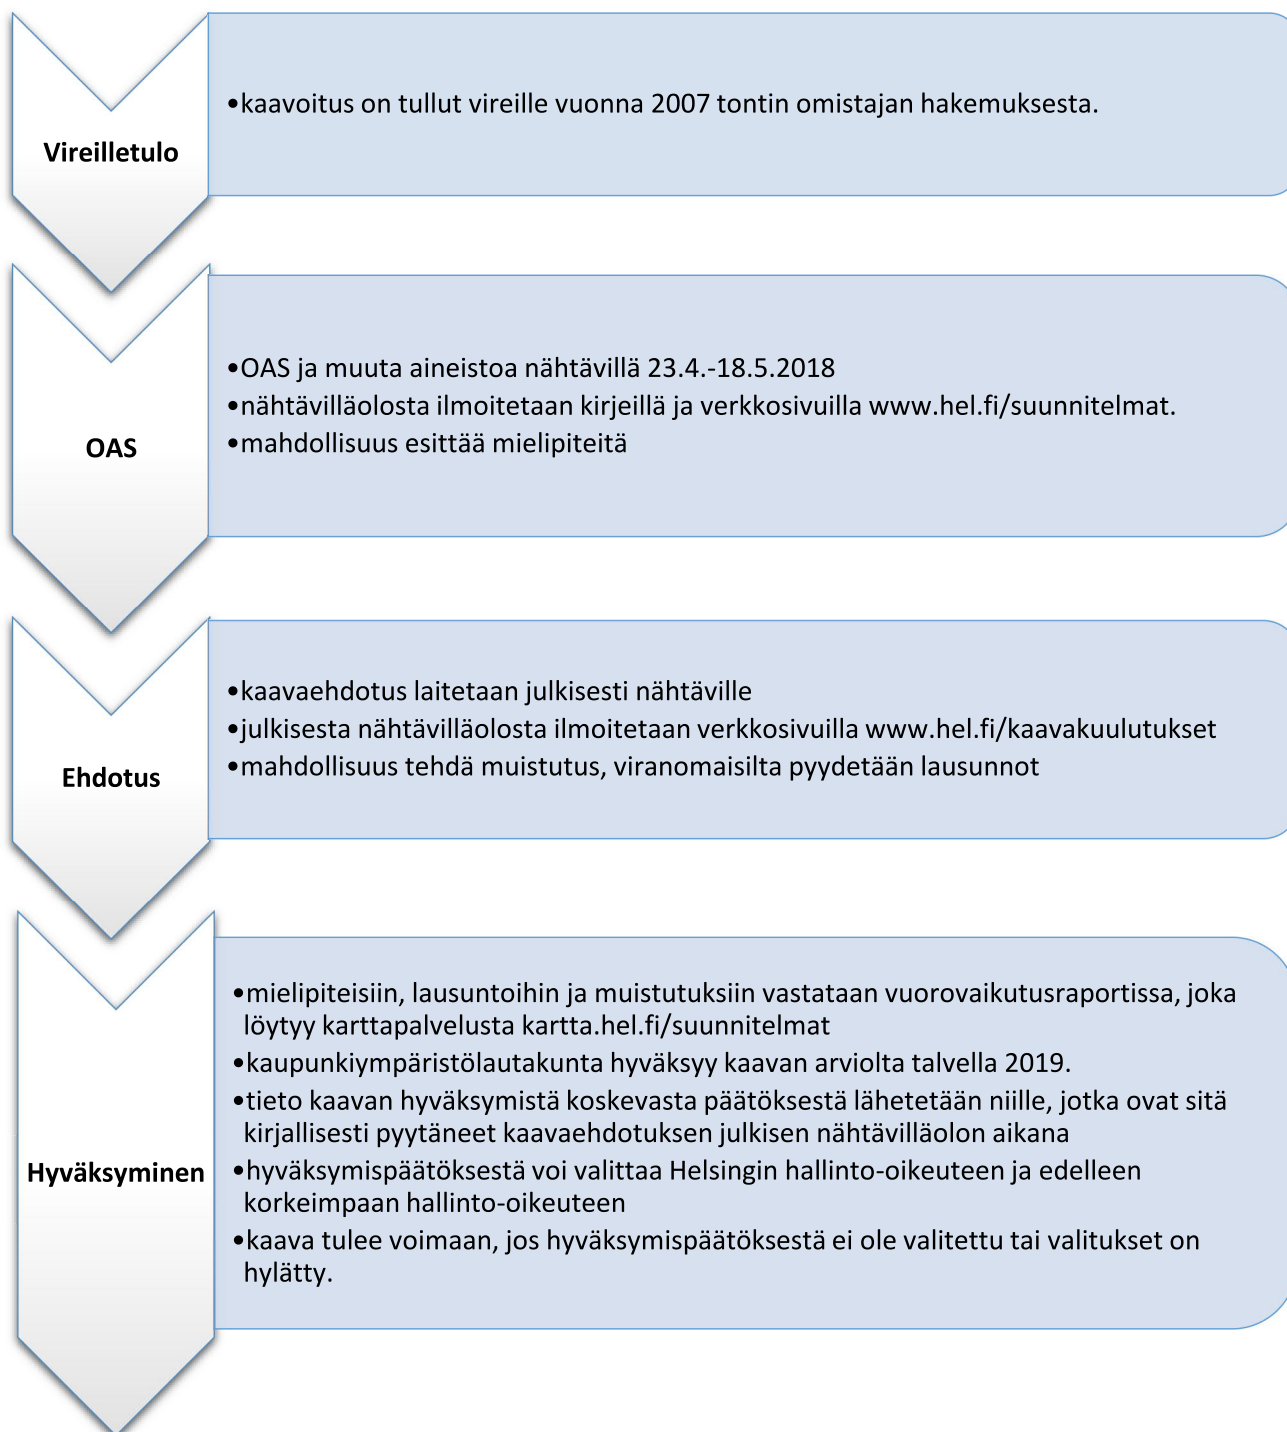 Vireilletulo
•kaavoitus on tullut vireille vuonna 2007 tontin omistajan hakemuksesta.
OAS
•OAS ja muuta aineistoa nähtävillä 23.4.-18.5.2018
•nähtävilläolosta ilmoitetaan kirjeillä ja verkkosivuilla www.hel.fi/suunnitelmat.
•mahdollisuus esittää mielipiteitä
Ehdotus
•kaavaehdotus laitetaan julkisesti nähtäville
•julkisesta nähtävilläolosta ilmoitetaan verkkosivuilla www.hel.fi/kaavakuulutukset
•mahdollisuus tehdä muistutus, viranomaisilta pyydetään lausunnot
Hyväksyminen
•mielipiteisiin, lausuntoihin ja muistutuksiin vastataan vuorovaikutusraportissa, joka
löytyy karttapalvelusta kartta.hel.fi/suunnitelmat
•kaupunkiympäristölautakunta hyväksyy kaavan arviolta talvella 2019.
•tieto kaavan hyväksymistä koskevasta päätöksestä lähetetään niille, jotka ovat sitä
kirjallisesti pyytäneet kaavaehdotuksen julkisen nähtävilläolon aikana
•hyväksymispäätöksestä voi valittaa Helsingin hallinto-oikeuteen ja edelleen
korkeimpaan hallinto-oikeuteen
•kaava tulee voimaan, jos hyväksymispäätöksestä ei ole valitettu tai valitukset on
hylätty.